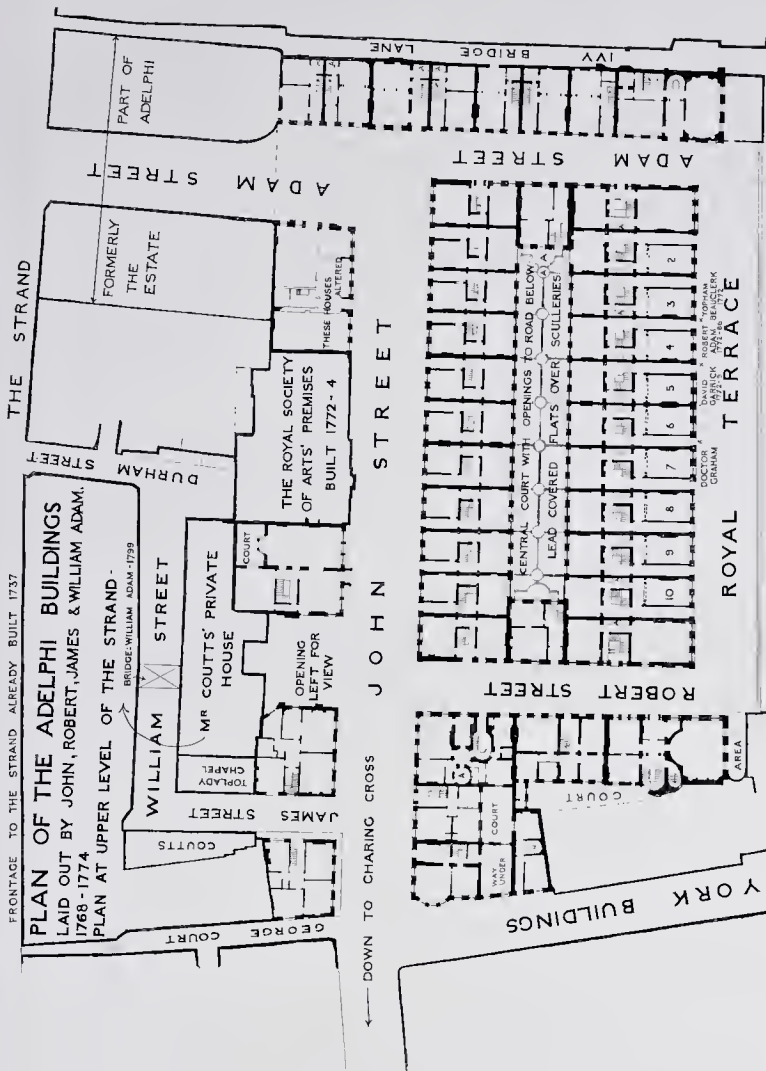 FRONTAGE TO THE STRAND ALREADY BUILT 1737
THE STRAND
PLAN OF THE ADELPHI BUILDINGS
LAID OUT BY JOHN, ROBERT, JAMES & WILLIAM ADAM.
1768-1774
PLAN AT UPPER LEVEL OF THE STRAND-
BRIDGE: WILLIAM ADAM-1799
FORMERLY
THE
ESTATE
PART OF
ADELPHI
DURHAM
STREET
ADAM STREET
WILLIAM STREET
MR COUTTS' PRIVATE
HOUSE
TOPLADY
CHAPEL
COUTTS
GEORGE COURT
JAMES STREET
COURT
OPENING
LEFT FOR
VIEW
THE ROYAL SOCIETY
OF ARTS' PREMISES
BUILT 1772-4
THESE HOUSES
ALTERED
IVY BRIDGE LANE
DOWN TO CHARING CROSS
JOHN STREET
ADAM STREET
CENTRAL COURT WITH OPENINGS TO ROAD BELOW
LEAD COVERED FLATS OVER SCULLERIES
A
A
A
ROBERT STREET
COURT
WAY
UNDER
COURT
AREA
YORK BUILDINGS
10
9
8
7
6
5
4
3
2
DOCTOR
GRAHAM
DAVID
GARRICK
ROBERT
ADAM
1772-86
TOPHAM
BEAUCLERK
1772
ROYAL TERRACE